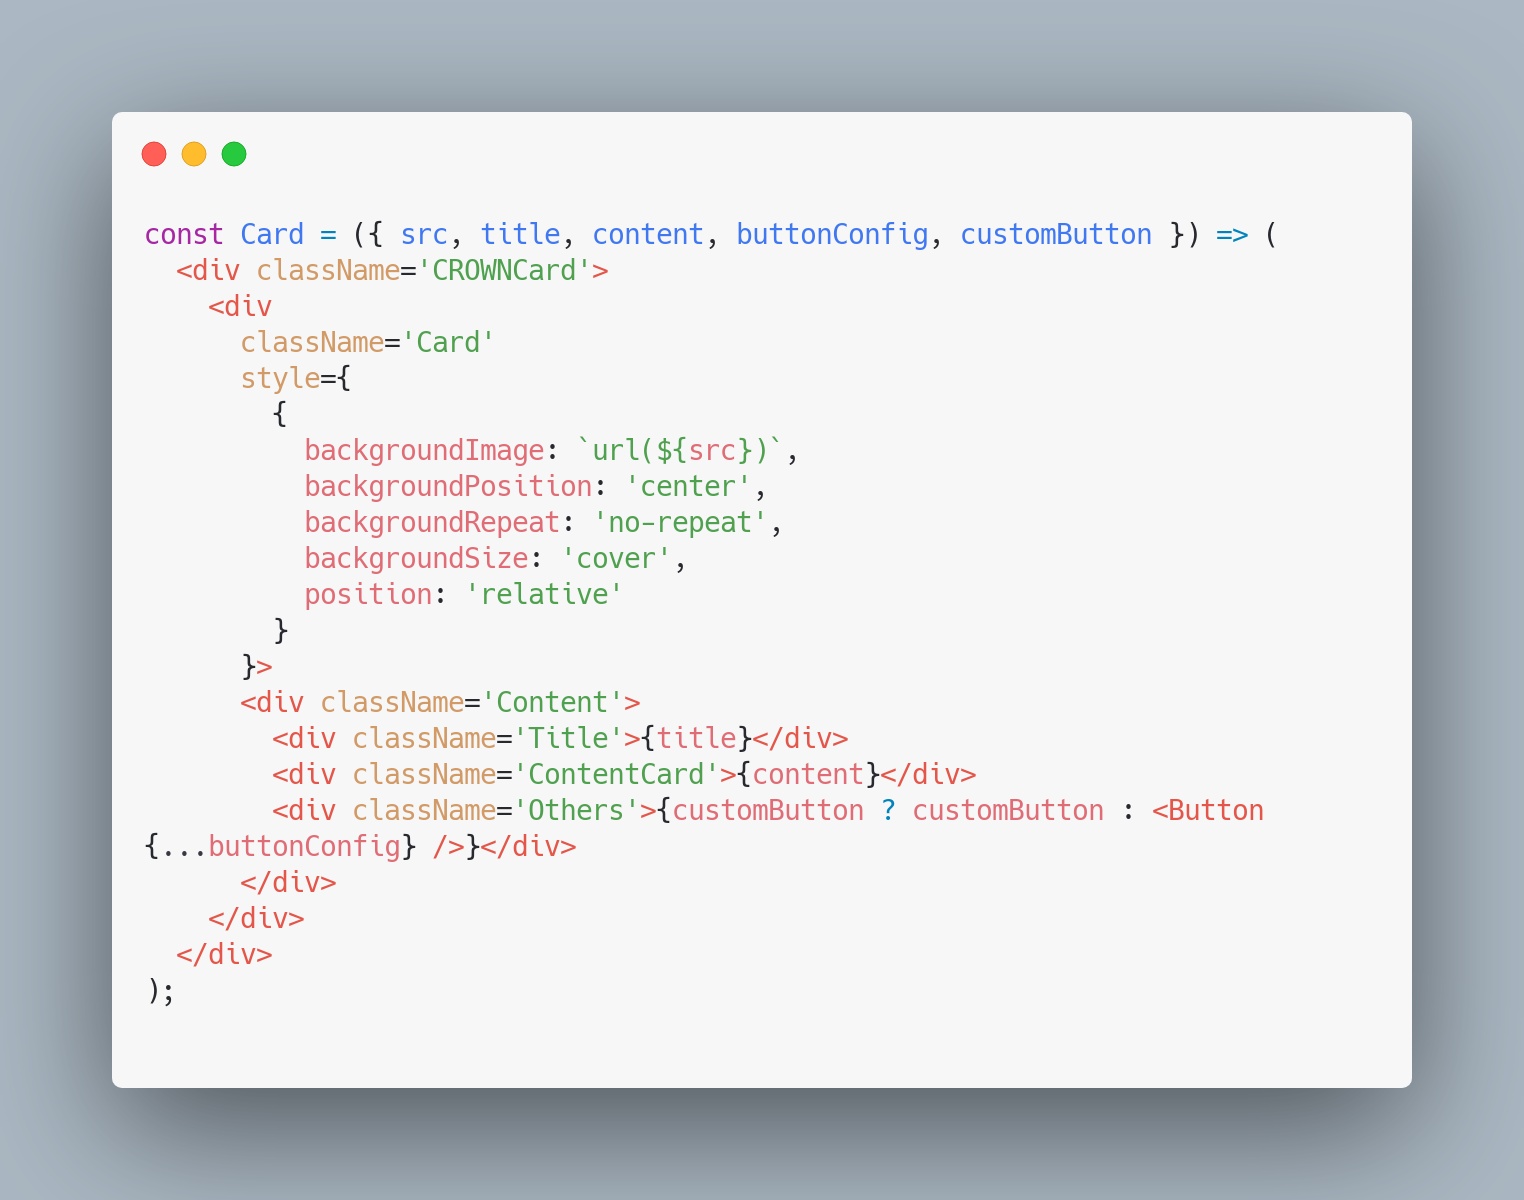 const Card = ({ src, title, content, buttonConfig, customButton }) => (
  <div className='CROWNCard'>
    <div
      className='Card'
      style={
        {
          backgroundImage: `url(${src})`,
          backgroundPosition: 'center',
          backgroundRepeat: 'no-repeat',
          backgroundSize: 'cover',
          position: 'relative'
        }
      }>
      <div className='Content'>
        <div className='Title'>{title}</div>
        <div className='ContentCard'>{content}</div>
        <div className='Others'>{customButton ? customButton : <Button
{...buttonConfig} />}</div>
      </div>
    </div>
  </div>
);